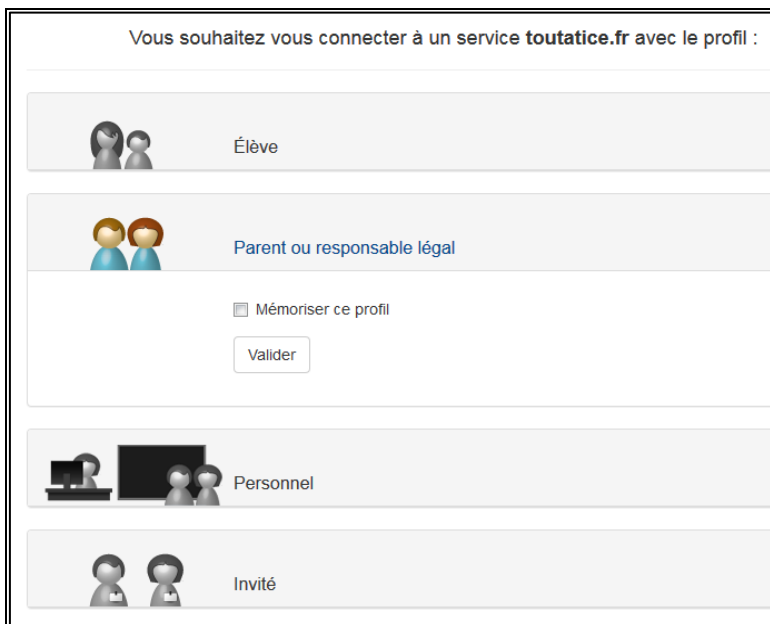 Vous souhaitez vous connecter à un service toutatice.fr avec le profil :
Élève
Parent ou responsable légal
Mémoriser ce profil
Valider
Personnel
Invité